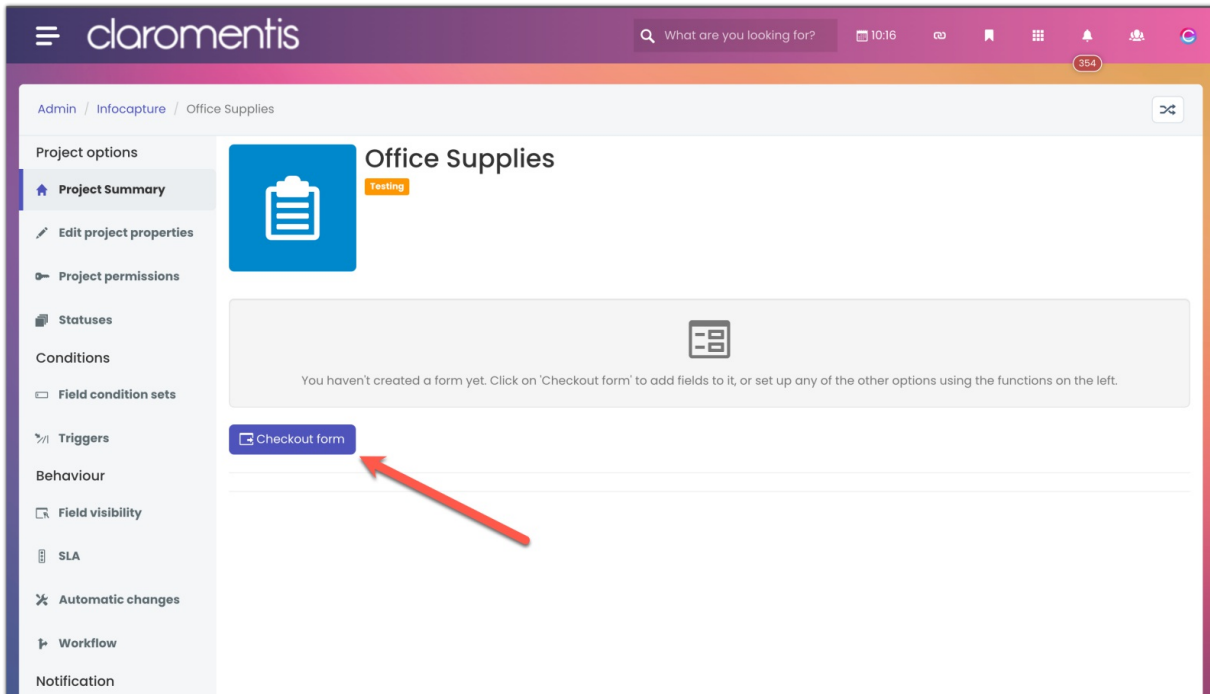 claromentis
What are you looking for?
10:16
354
Admin / Infocapture / Office Supplies
Project options
Project Summary
Edit project properties
Project permissions
Statuses
Conditions
Field condition sets
Triggers
Behaviour
Field visibility
SLA
Automatic changes
Workflow
Notification
Office Supplies
Testing
You haven't created a form yet. Click on 'Checkout form' to add fields to it, or set up any of the other options using the functions on the left.
Checkout form